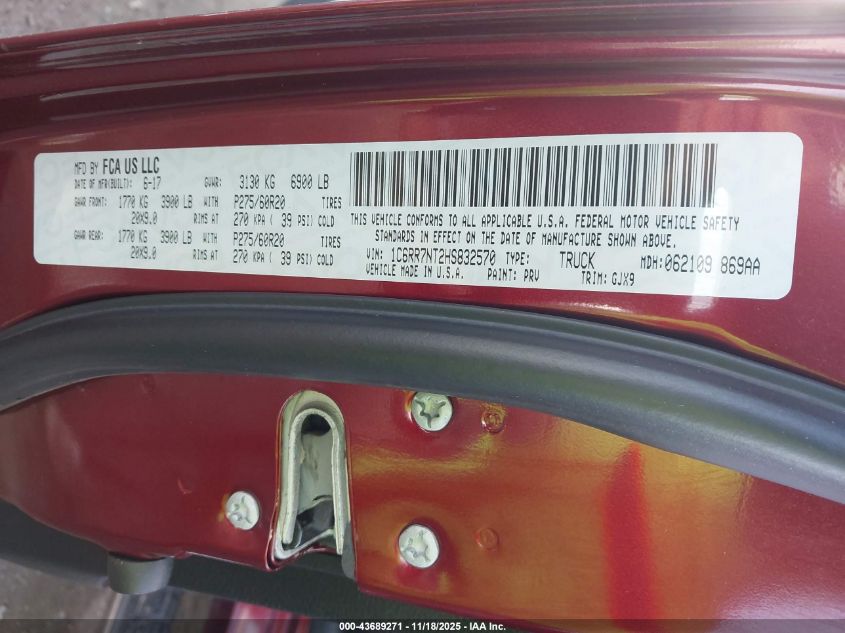 MFD BY FCA US LLC
DATE OF MFR(BUILT): 6-17 GVWR: 3130 KG 6900 LB
GAWR FRONT: 1770 KG 3900 LB WITH P275/60R20 TIRES
20X9.0 RIMS AT 270 KPA ( 39 PSI) COLD
GAWR REAR: 1770 KG 3900 LB WITH P275/60R20 TIRES
20X9.0 RIMS AT 270 KPA ( 39 PSI) COLD
THIS VEHICLE CONFORMS TO ALL APPLICABLE U.S.A. FEDERAL MOTOR VEHICLE SAFETY
STANDARDS IN EFFECT ON THE DATE OF MANUFACTURE SHOWN ABOVE.
VIN: 1C6RR7NT2HS832570 TYPE: TRUCK MDH: 062109 869AA
VEHICLE MADE IN U.S.A. PAINT: PRV TRIM: GJX9
000-43689271 — 11/18/2025 — IAA Inc.